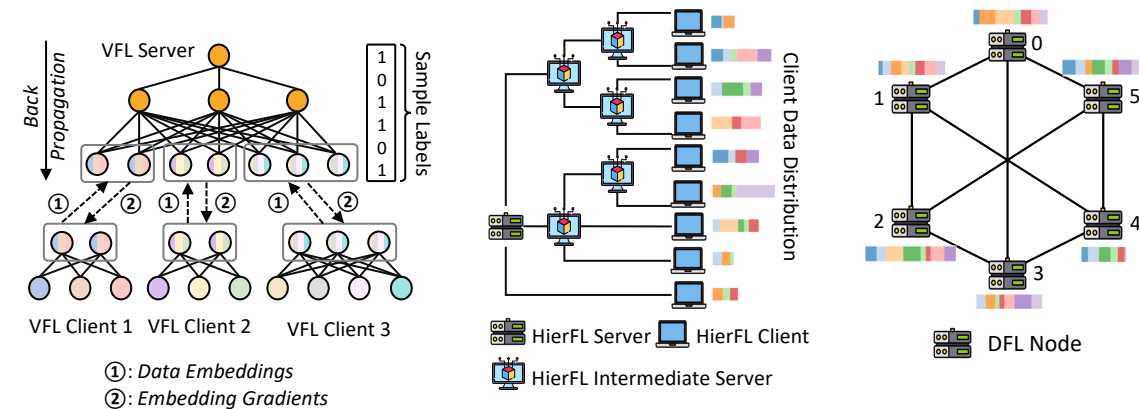 VFL Server
Back
Propagation
1
0
1
1
0
1
Sample Labels
① ② ① ② ① ②
VFL Client 1 VFL Client 2 VFL Client 3
①: Data Embeddings
②: Embedding Gradients
Client Data Distribution
HierFL Server HierFL Client
HierFL Intermediate Server
0
1 5
2 4
3
DFL Node